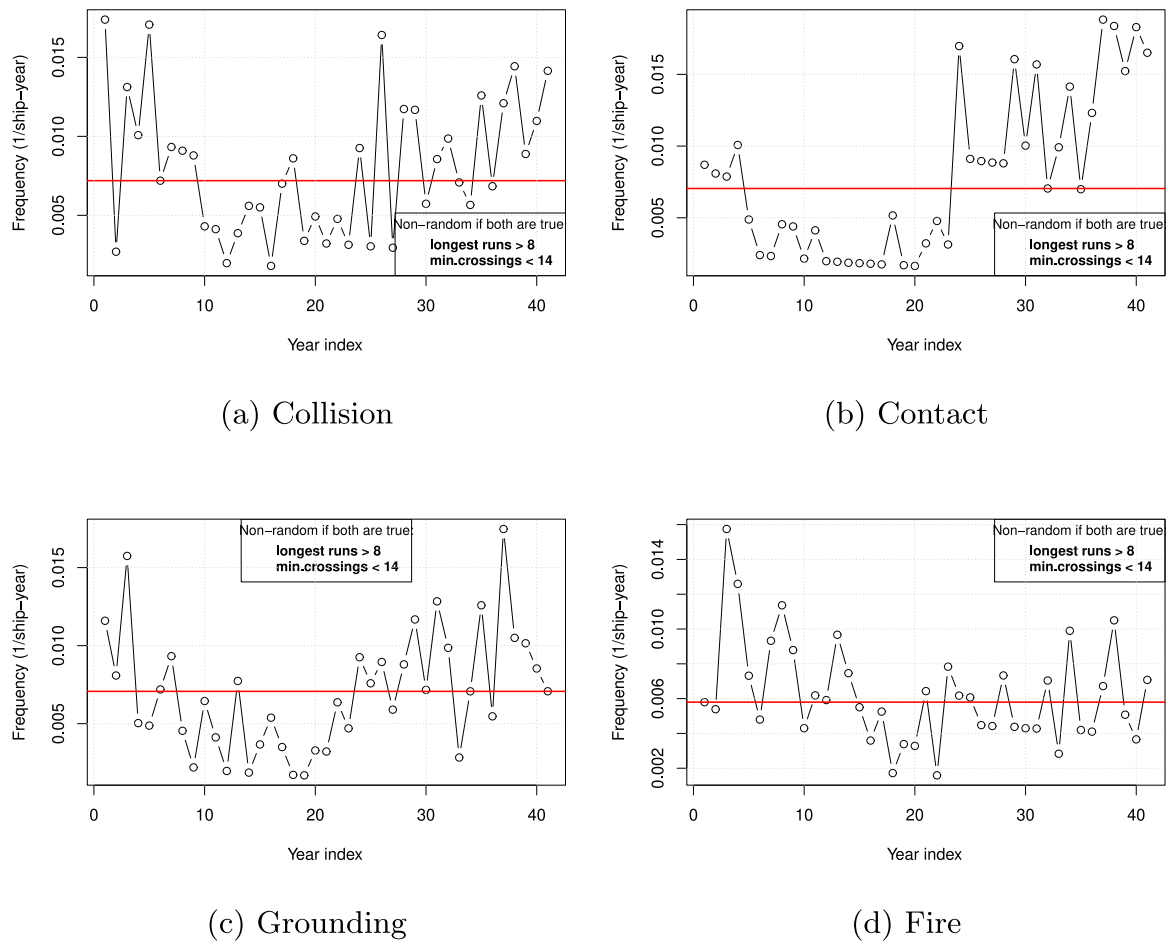 Frequency (1/ship−year)
0.015
0.010
0.005
Non−random if both are true:
longest runs > 8
min.crossings < 14
0 10 20 30 40
Year index
(a) Collision
Frequency (1/ship−year)
0.015
0.010
0.005
Non−random if both are true:
longest runs > 8
min.crossings < 14
0 10 20 30 40
Year index
(b) Contact
Frequency (1/ship−year)
0.015
0.010
0.005
Non−random if both are true:
longest runs > 8
min.crossings < 14
0 10 20 30 40
Year index
(c) Grounding
Frequency (1/ship−year)
0.014
0.010
0.006
0.002
Non−random if both are true:
longest runs > 8
min.crossings < 14
0 10 20 30 40
Year index
(d) Fire